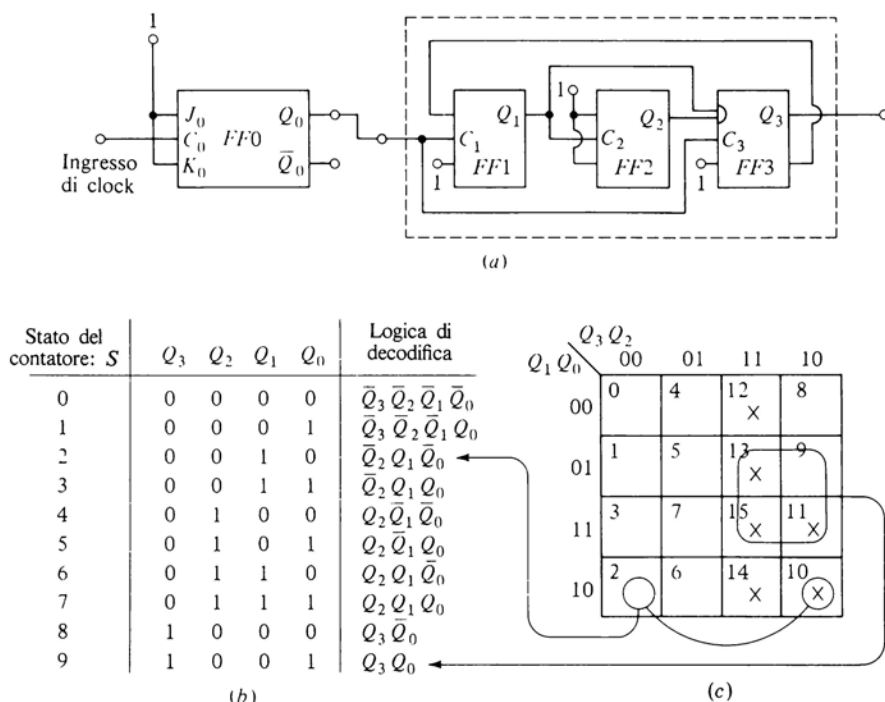 1
J₀ Q₀
C₀ FF0
K₀ Q̄₀
Ingresso
di clock
C₁ Q₁
FF1
1
1
C₂ Q₂
FF2
C₃ Q₃
FF3
1
(a)
Stato del
contatore: S Q₃ Q₂ Q₁ Q₀ Logica di
decodifica
0 0 0 0 0 Q̄₃ Q̄₂ Q̄₁ Q̄₀
1 0 0 0 1 Q̄₃ Q̄₂ Q̄₁ Q₀
2 0 0 1 0 Q̄₂ Q₁ Q̄₀
3 0 0 1 1 Q̄₂ Q₁ Q₀
4 0 1 0 0 Q₂ Q̄₁ Q̄₀
5 0 1 0 1 Q₂ Q̄₁ Q₀
6 0 1 1 0 Q₂ Q₁ Q̄₀
7 0 1 1 1 Q₂ Q₁ Q₀
8 1 0 0 0 Q₃ Q̄₀
9 1 0 0 1 Q₃ Q₀
(b)
Q₃ Q₂
Q₁ Q₀ 00 01 11 10
00 0 4 12 × 8
01 1 5 13 × 9
11 3 7 15 × 11 ×
10 2 6 14 × 10 ×
(c)